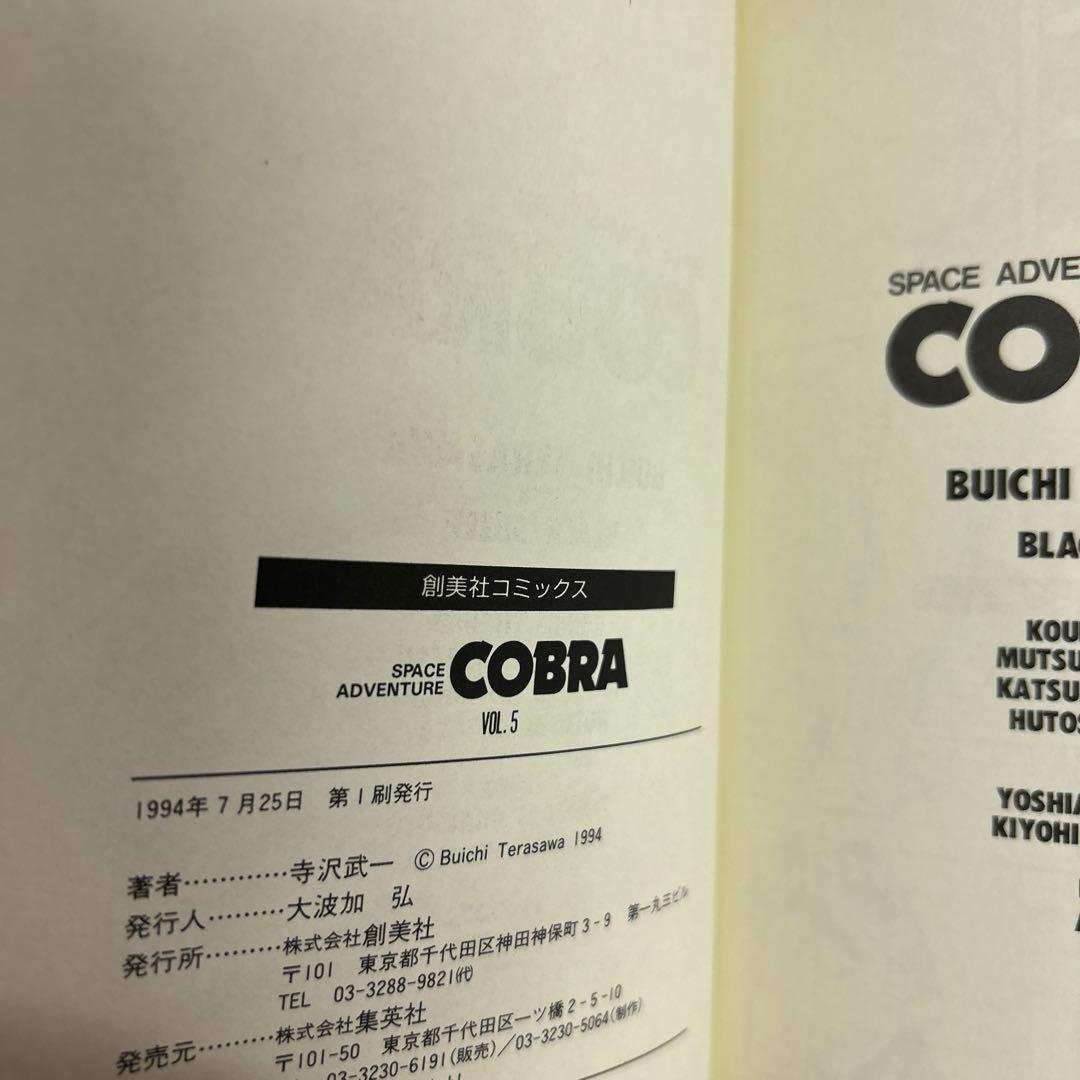 創美社コミックス
SPACE
ADVENTURE COBRA
VOL. 5
1994年7月25日 第1刷発行
著者…………寺沢武一 © Buichi Terasawa 1994
発行人………大波加 弘
発行所………株式会社創美社
〒101 東京都千代田区神田神保町3-9 第一丸三ビル
TEL 03-3288-9821㈹
発売元………株式会社集英社
〒101-50 東京都千代田区一ツ橋2-5-10
03-3230-6191(販売)/03-3230-5064(制作)
SPACE ADVE
CO
BUICHI
BLA
KOU
MUTSU
KATSU
HUTOS
YOSHIA
KIYOHI